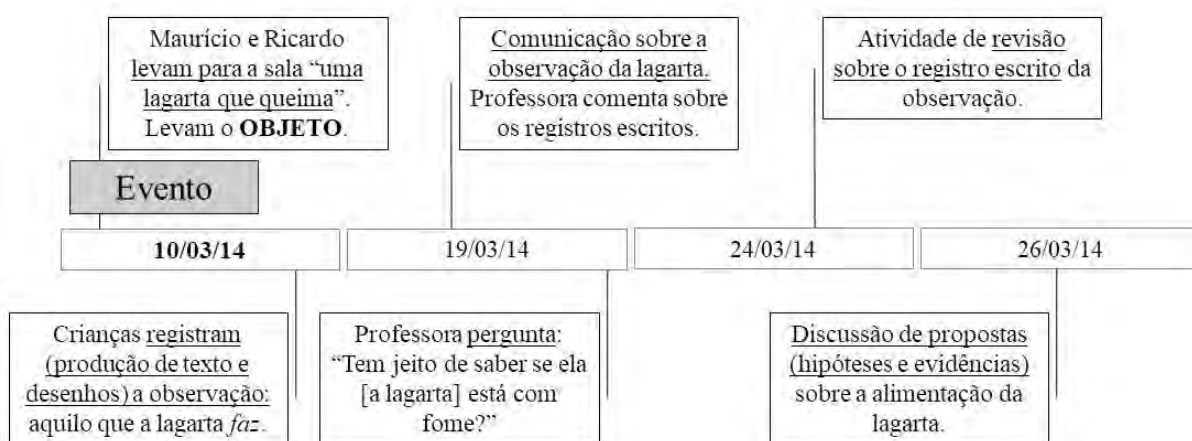 Maurício e Ricardo
levam para a sala “uma
lagarta que queima”.
Levam o OBJETO.
Comunicação sobre a
observação da lagarta.
Professora comenta sobre
os registros escritos.
Atividade de revisão
sobre o registro escrito da
observação.
Evento
10/03/14
19/03/14
24/03/14
26/03/14
Crianças registram
(produção de texto e
desenhos) a observação:
aquilo que a lagarta faz.
Professora pergunta:
“Tem jeito de saber se ela
[a lagarta] está com
fome?”
Discussão de propostas
(hipóteses e evidências)
sobre a alimentação da
lagarta.